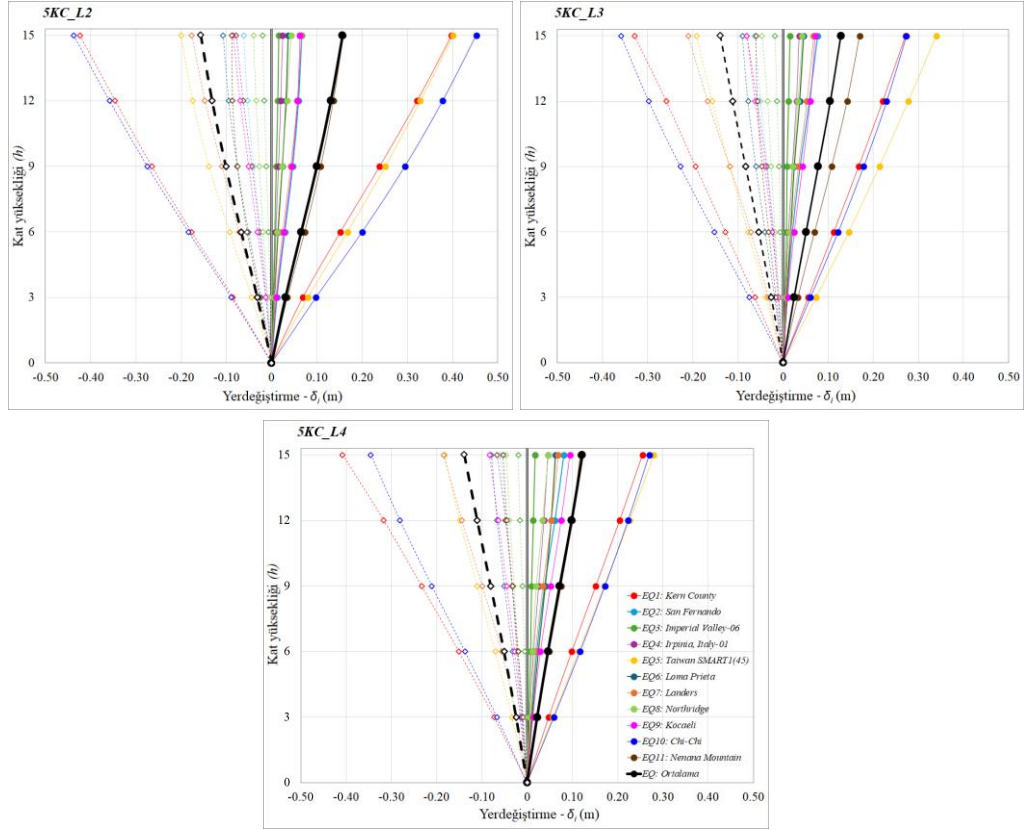 5KC_L2
15
12
9
6
3
0
Kat yüksekliği (h)
-0.50 -0.40 -0.30 -0.20 -0.10 0 0.10 0.20 0.30 0.40 0.50
Yerdeğiştirme - δi (m)
5KC_L3
15
12
9
6
3
0
Kat yüksekliği (h)
-0.50 -0.40 -0.30 -0.20 -0.10 0 0.10 0.20 0.30 0.40 0.50
Yerdeğiştirme - δi (m)
5KC_L4
15
12
9
6
3
0
Kat yüksekliği (h)
EQ1: Kern County
EQ2: San Fernando
EQ3: Imperial Valley-06
EQ4: Irpinia, Italy-01
EQ5: Taiwan SMART1(45)
EQ6: Loma Prieta
EQ7: Landers
EQ8: Northridge
EQ9: Kocaeli
EQ10: Chi-Chi
EQ11: Nenana Mountain
EQ: Ortalama
-0.50 -0.40 -0.30 -0.20 -0.10 0 0.10 0.20 0.30 0.40 0.50
Yerdeğiştirme - δi (m)